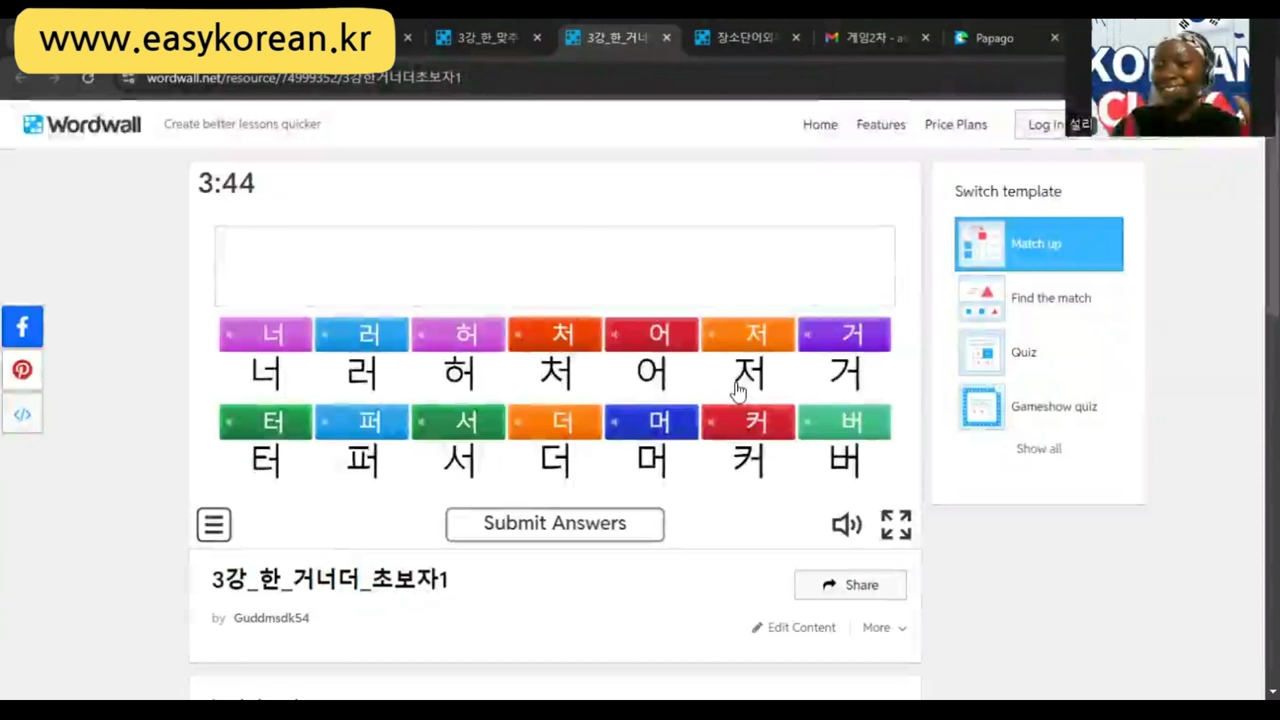 www.easykorean.kr
3강_한_맞추
3강_한_거너
장소단어외
게임2차 - a
Papago
wordwall.net/resource/74999352/3강한거너더초보자1
Wordwall
Create better lessons quicker
Home Features Price Plans Log In 설리
3:44
Switch template
Match up
Find the match
Quiz
Gameshow quiz
Show all
너 러 허 처 어 저 거
너 러 허 처 어 저 거
터 퍼 서 더 머 커 버
터 퍼 서 더 머 커 버
Submit Answers
3강_한_거너더_초보자1
Share
by Guddmsdk54
Edit Content
More